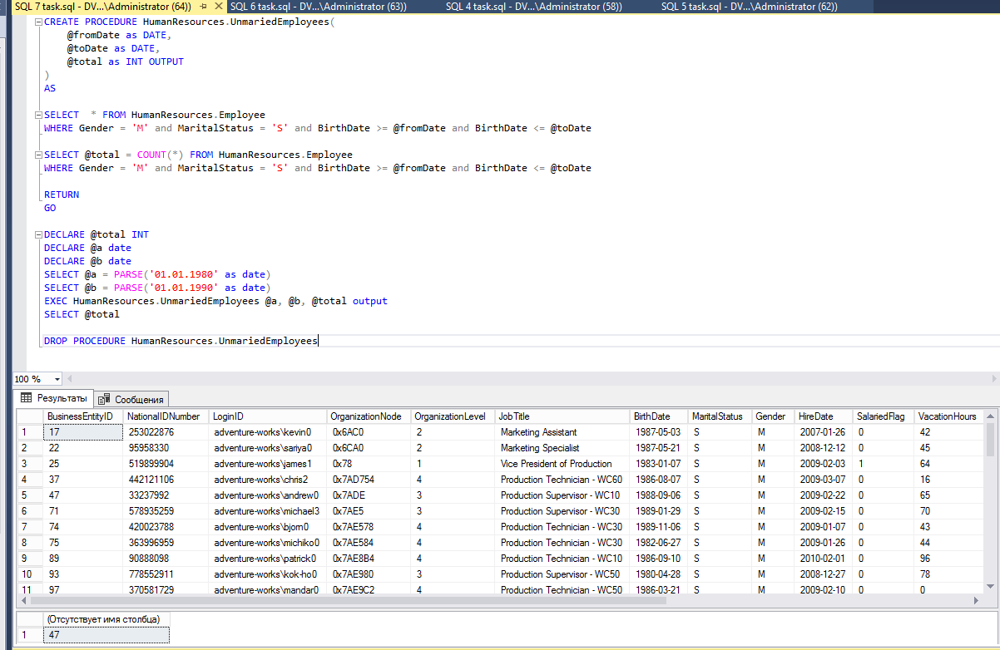 SQL 7 task.sql - DV...\Administrator (64)) SQL 6 task.sql - DV...\Administrator (63)) SQL 4 task.sql - DV...\Administrator (58)) SQL 5 task.sql - DV...\Administrator (62))
CREATE PROCEDURE HumanResources.UnmariedEmployees(
@fromDate as DATE,
@toDate as DATE,
@total as INT OUTPUT
)
AS
SELECT * FROM HumanResources.Employee
WHERE Gender = 'M' and MaritalStatus = 'S' and BirthDate >= @fromDate and BirthDate <= @toDate
SELECT @total = COUNT(*) FROM HumanResources.Employee
WHERE Gender = 'M' and MaritalStatus = 'S' and BirthDate >= @fromDate and BirthDate <= @toDate
RETURN
GO
DECLARE @total INT
DECLARE @a date
DECLARE @b date
SELECT @a = PARSE('01.01.1980' as date)
SELECT @b = PARSE('01.01.1990' as date)
EXEC HumanResources.UnmariedEmployees @a, @b, @total output
SELECT @total
DROP PROCEDURE HumanResources.UnmariedEmployees
100 %
Результаты Сообщения
BusinessEntityID NationalIDNumber LoginID OrganizationNode OrganizationLevel JobTitle BirthDate MaritalStatus Gender HireDate SalariedFlag VacationHours
1 17 253022876 adventure-works\kevin0 0x6AC0 2 Marketing Assistant 1987-05-03 S M 2007-01-26 0 42
2 22 95958330 adventure-works\sariya0 0x6CA0 2 Marketing Specialist 1987-05-21 S M 2008-12-12 0 45
3 25 519899904 adventure-works\james1 0x78 1 Vice President of Production 1983-01-07 S M 2009-02-03 1 64
4 37 442121106 adventure-works\chris2 0x7AD754 4 Production Technician - WC60 1986-08-07 S M 2009-03-07 0 16
5 47 33237992 adventure-works\andrew0 0x7ADE 3 Production Supervisor - WC10 1988-09-06 S M 2009-02-22 0 65
6 71 578935259 adventure-works\michael3 0x7AE5 3 Production Supervisor - WC30 1989-01-29 S M 2009-02-15 0 70
7 74 420023788 adventure-works\bjorn0 0x7AE578 4 Production Technician - WC30 1989-11-06 S M 2009-01-07 0 43
8 75 363996959 adventure-works\michiko0 0x7AE584 4 Production Technician - WC30 1982-06-27 S M 2009-01-26 0 44
9 89 90888098 adventure-works\patrick0 0x7AE8B4 4 Production Technician - WC10 1986-09-10 S M 2010-02-01 0 96
10 93 778552911 adventure-works\kok-ho0 0x7AE980 3 Production Supervisor - WC50 1980-04-28 S M 2008-12-27 0 78
11 97 370581729 adventure-works\mandar0 0x7AE9C2 4 Production Technician - WC50 1986-03-21 S M 2009-02-10 0 0
(Отсутствует имя столбца)
1 47